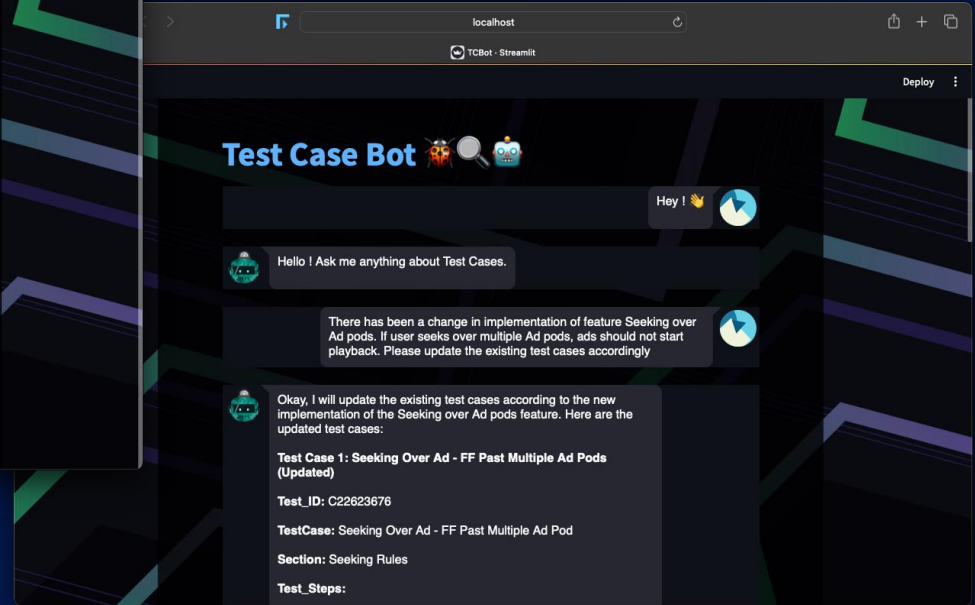 localhost
TCBot - Streamlit
Deploy
Test Case Bot
Hey !
Hello ! Ask me anything about Test Cases.
There has been a change in implementation of feature Seeking over
Ad pods. If user seeks over multiple Ad pods, ads should not start
playback. Please update the existing test cases accordingly
Okay, I will update the existing test cases according to the new
implementation of the Seeking over Ad pods feature. Here are the
updated test cases:
Test Case 1: Seeking Over Ad - FF Past Multiple Ad Pods
(Updated)
Test_ID: C22623676
TestCase: Seeking Over Ad - FF Past Multiple Ad Pod
Section: Seeking Rules
Test_Steps: